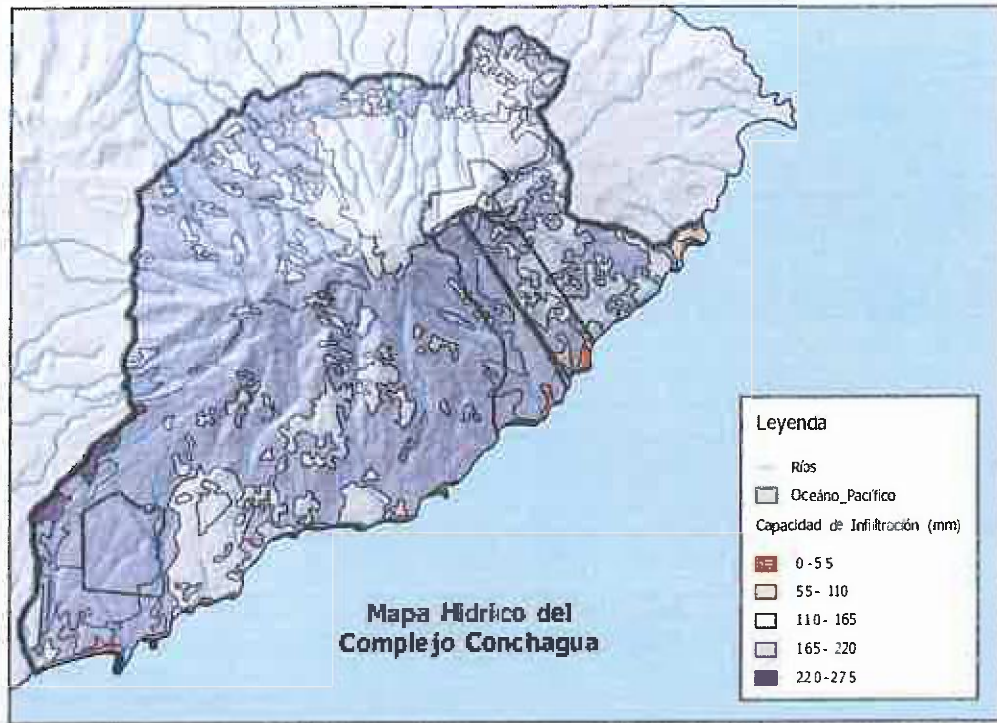 Mapa Hídrico del
Complejo Conchagua
Leyenda
Ríos
Océano_Pacífico
Capacidad de Infiltración (mm)
0-55
55- 110
110- 165
165- 220
220-275